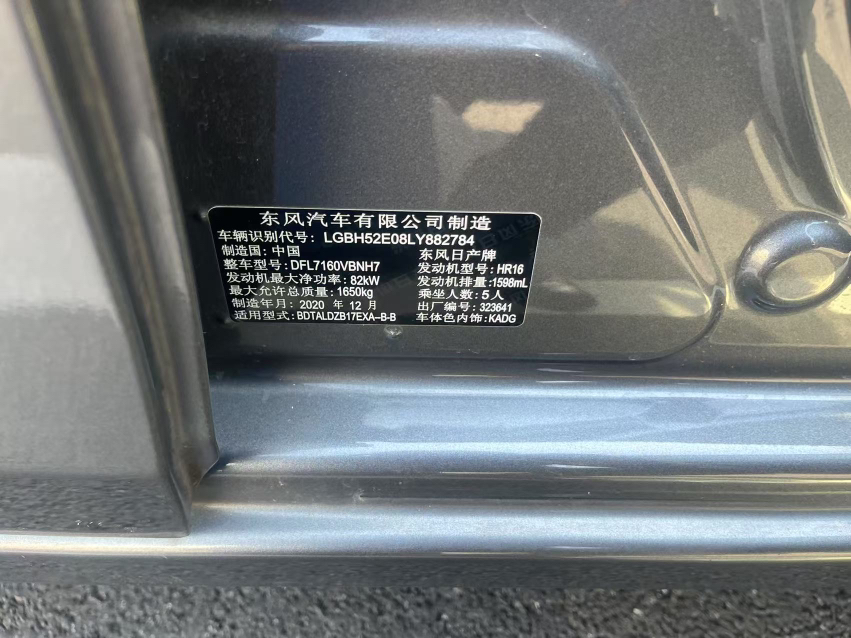 东风汽车有限公司制造
车辆识别代号: LGBH52E08LY882784
制造国: 中国 东风日产牌
整车型号: DFL7160VBNH7 发动机型号: HR16
发动机最大净功率: 82kW 发动机排量: 1598mL
最大允许总质量: 1650kg 乘坐人数: 5人
制造年月: 2020 年 12 月 出厂编号: 323641
适用型式: BDTALDZB17EXA-B-B 车体色内饰: KADG